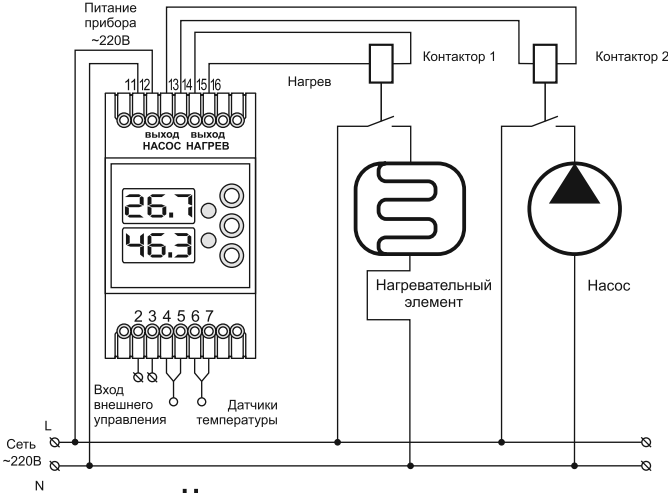 Питание
прибора
~220В
11 12 13 14 15 16
Контактор 1
Контактор 2
Нагрев
выход выход
НАСОС НАГРЕВ
26.7
46.3
Нагревательный
элемент
Насос
2 3 4 5 6 7
Вход
внешнего
управления
Датчики
температуры
L
Сеть
~220В
N